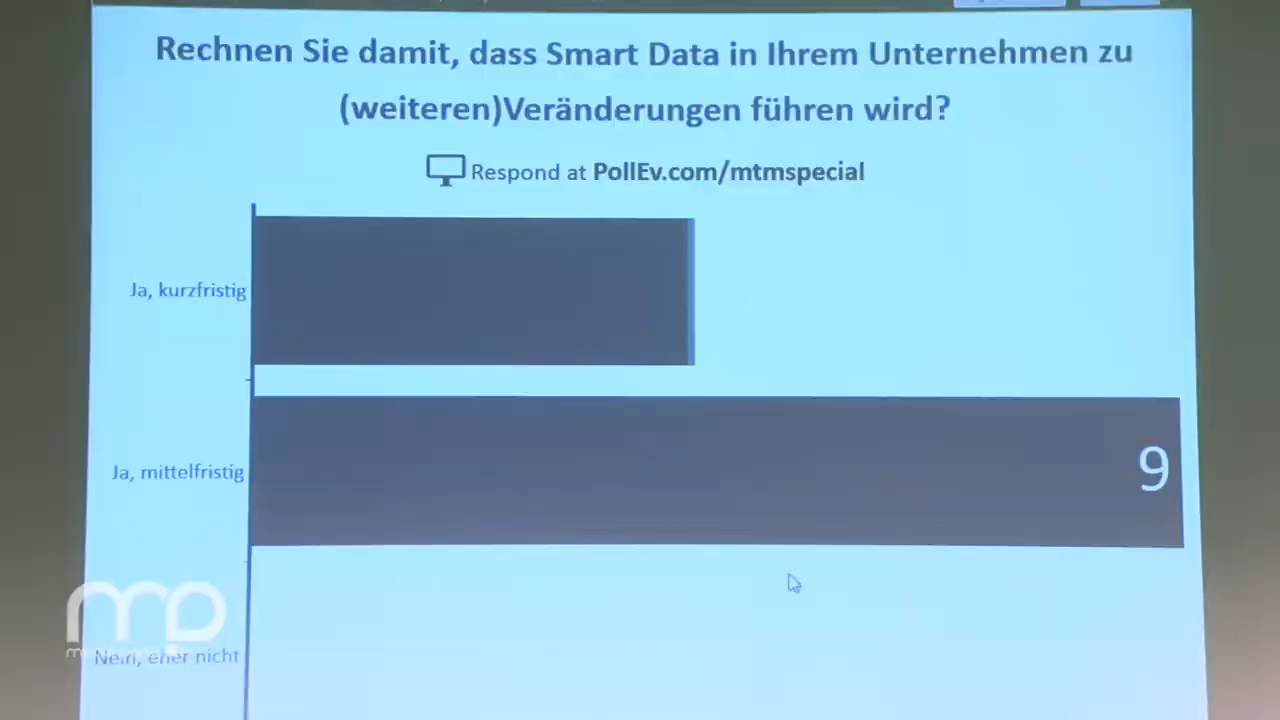 Rechnen Sie damit, dass Smart Data in Ihrem Unternehmen zu
(weiteren)Veränderungen führen wird?
Respond at PollEv.com/mtmspecial
Ja, kurzfristig
Ja, mittelfristig
9
mp
Nein, eher nicht